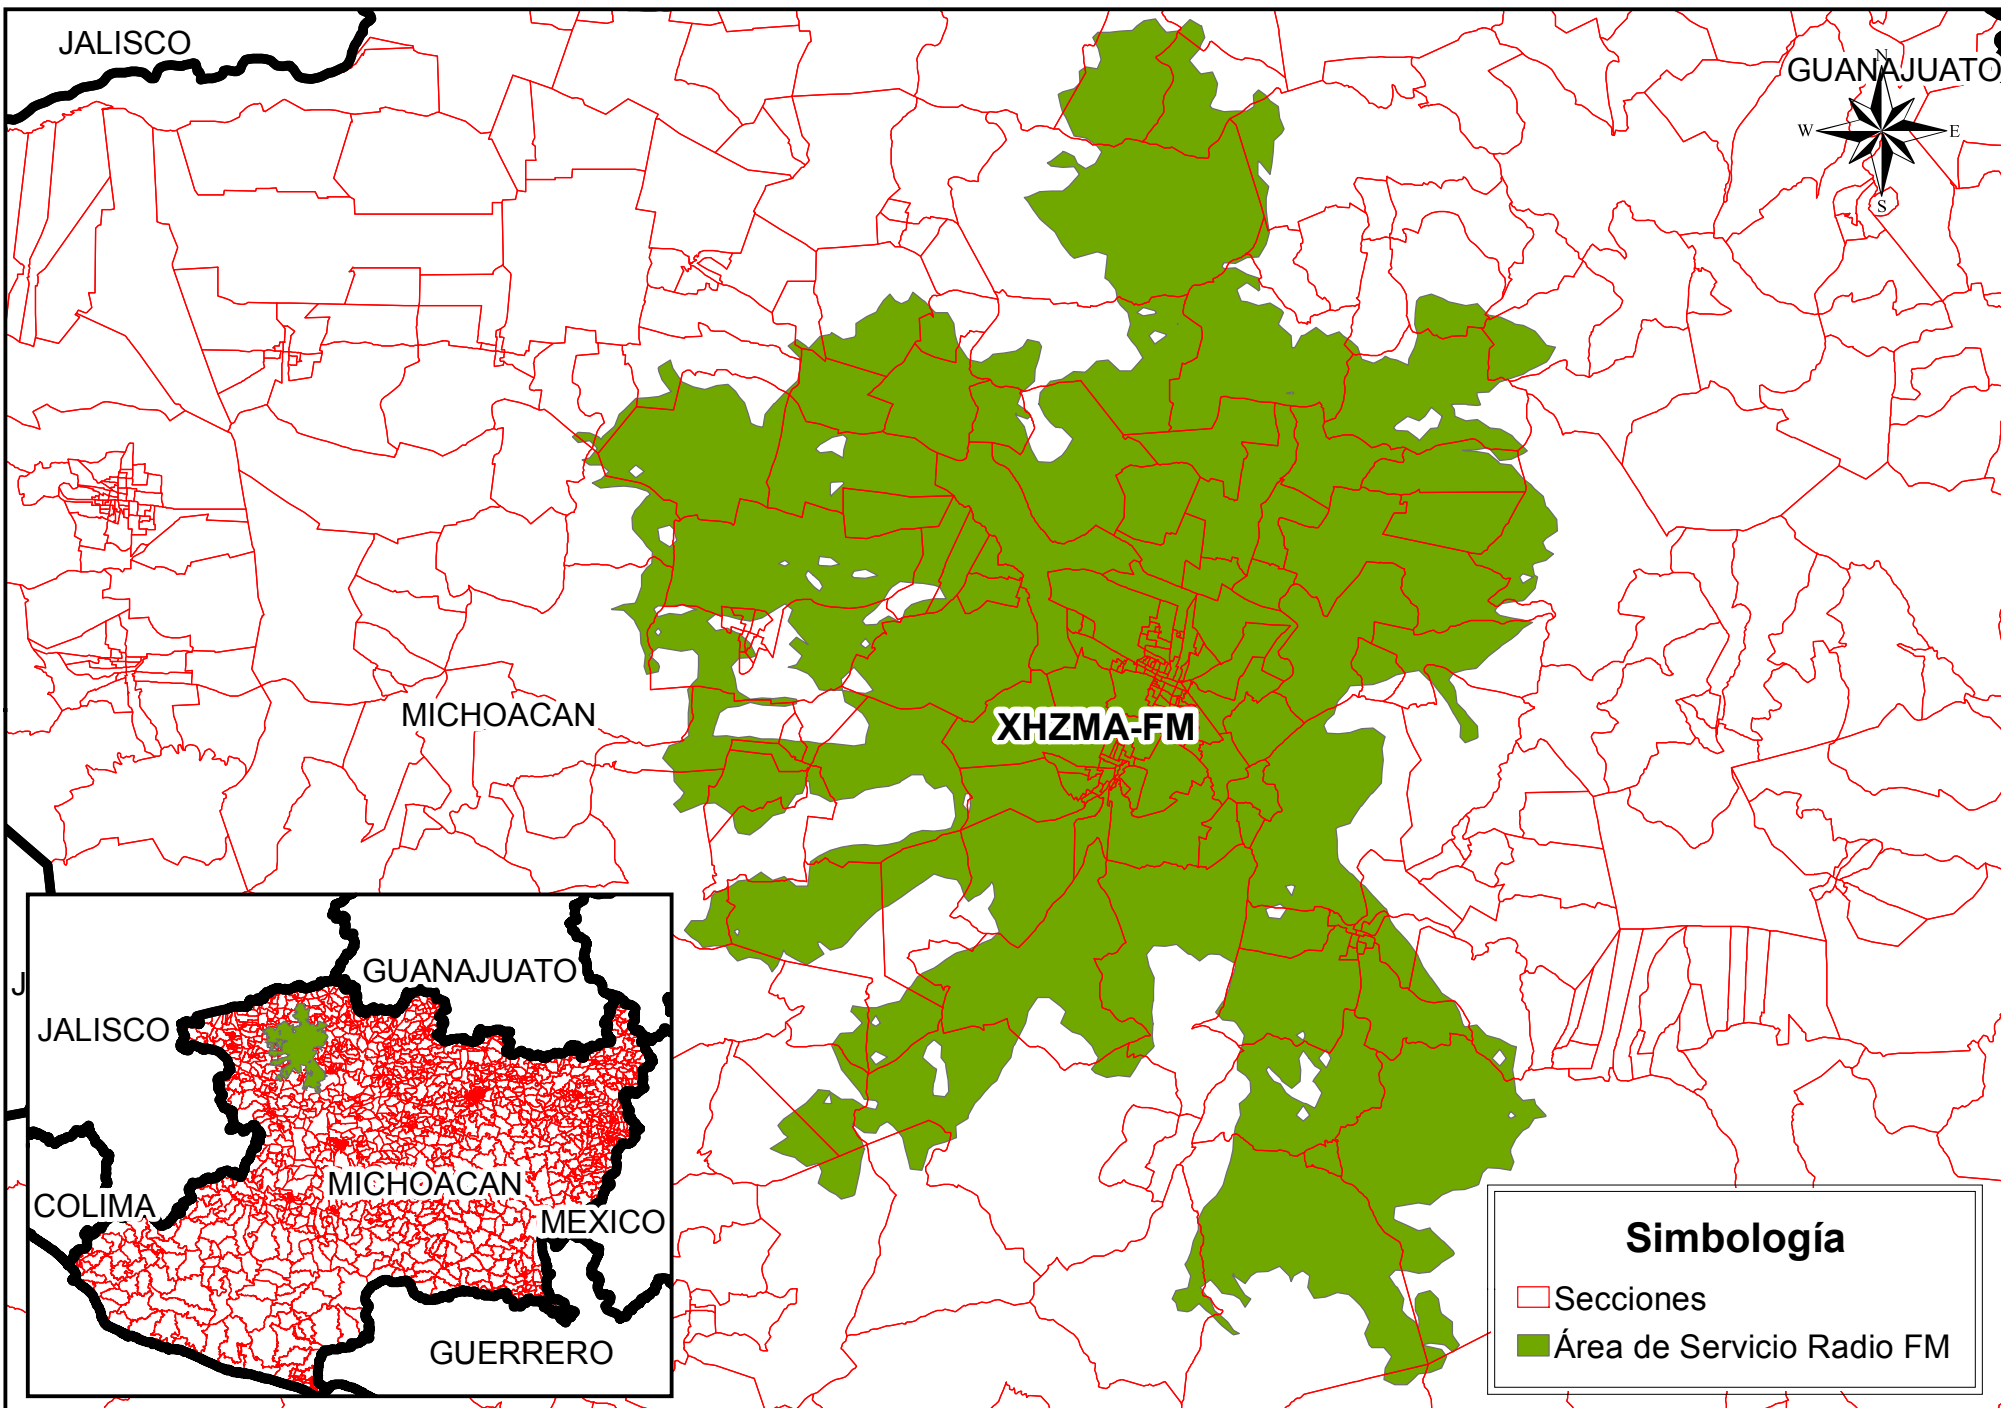 JALISCO
GUANAJUATO
N
W
E
S
MICHOACAN
XHZMA-FM
J
GUANAJUATO
JALISCO
MICHOACAN
COLIMA
MEXICO
GUERRERO
Simbología
Secciones
Área de Servicio Radio FM